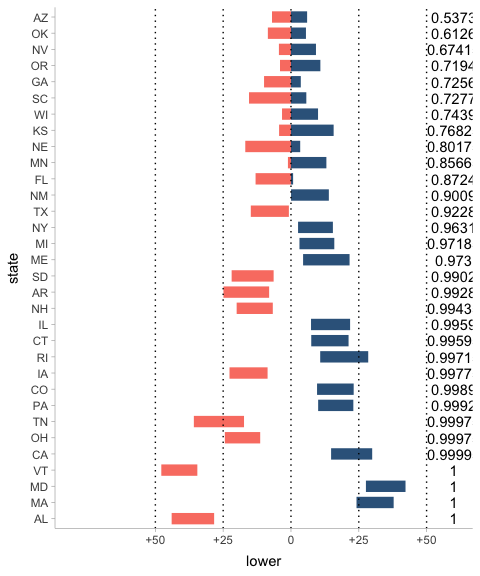 AZ 0.5373
OK 0.6126
NV 0.6741
OR 0.7194
GA 0.7256
SC 0.7277
WI 0.7439
KS 0.7682
NE 0.8017
MN 0.8566
FL 0.8724
NM 0.9009
TX 0.9228
NY 0.9631
MI 0.9718
ME 0.973
SD 0.9902
AR 0.9928
NH 0.9943
IL 0.9959
CT 0.9959
RI 0.9971
IA 0.9977
CO 0.9989
PA 0.9992
TN 0.9997
OH 0.9997
CA 0.9999
VT 1
MD 1
MA 1
AL 1
state
+50 +25 0 +25 +50
lower